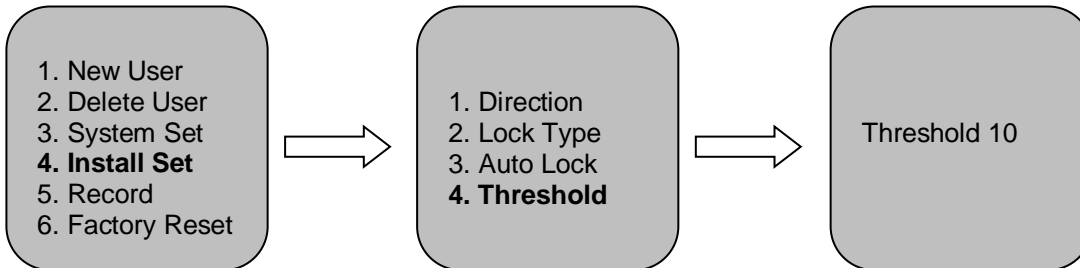 1. New User
2. Delete User
3. System Set
4. Install Set
5. Record
6. Factory Reset
1. Direction
2. Lock Type
3. Auto Lock
4. Threshold
Threshold 10